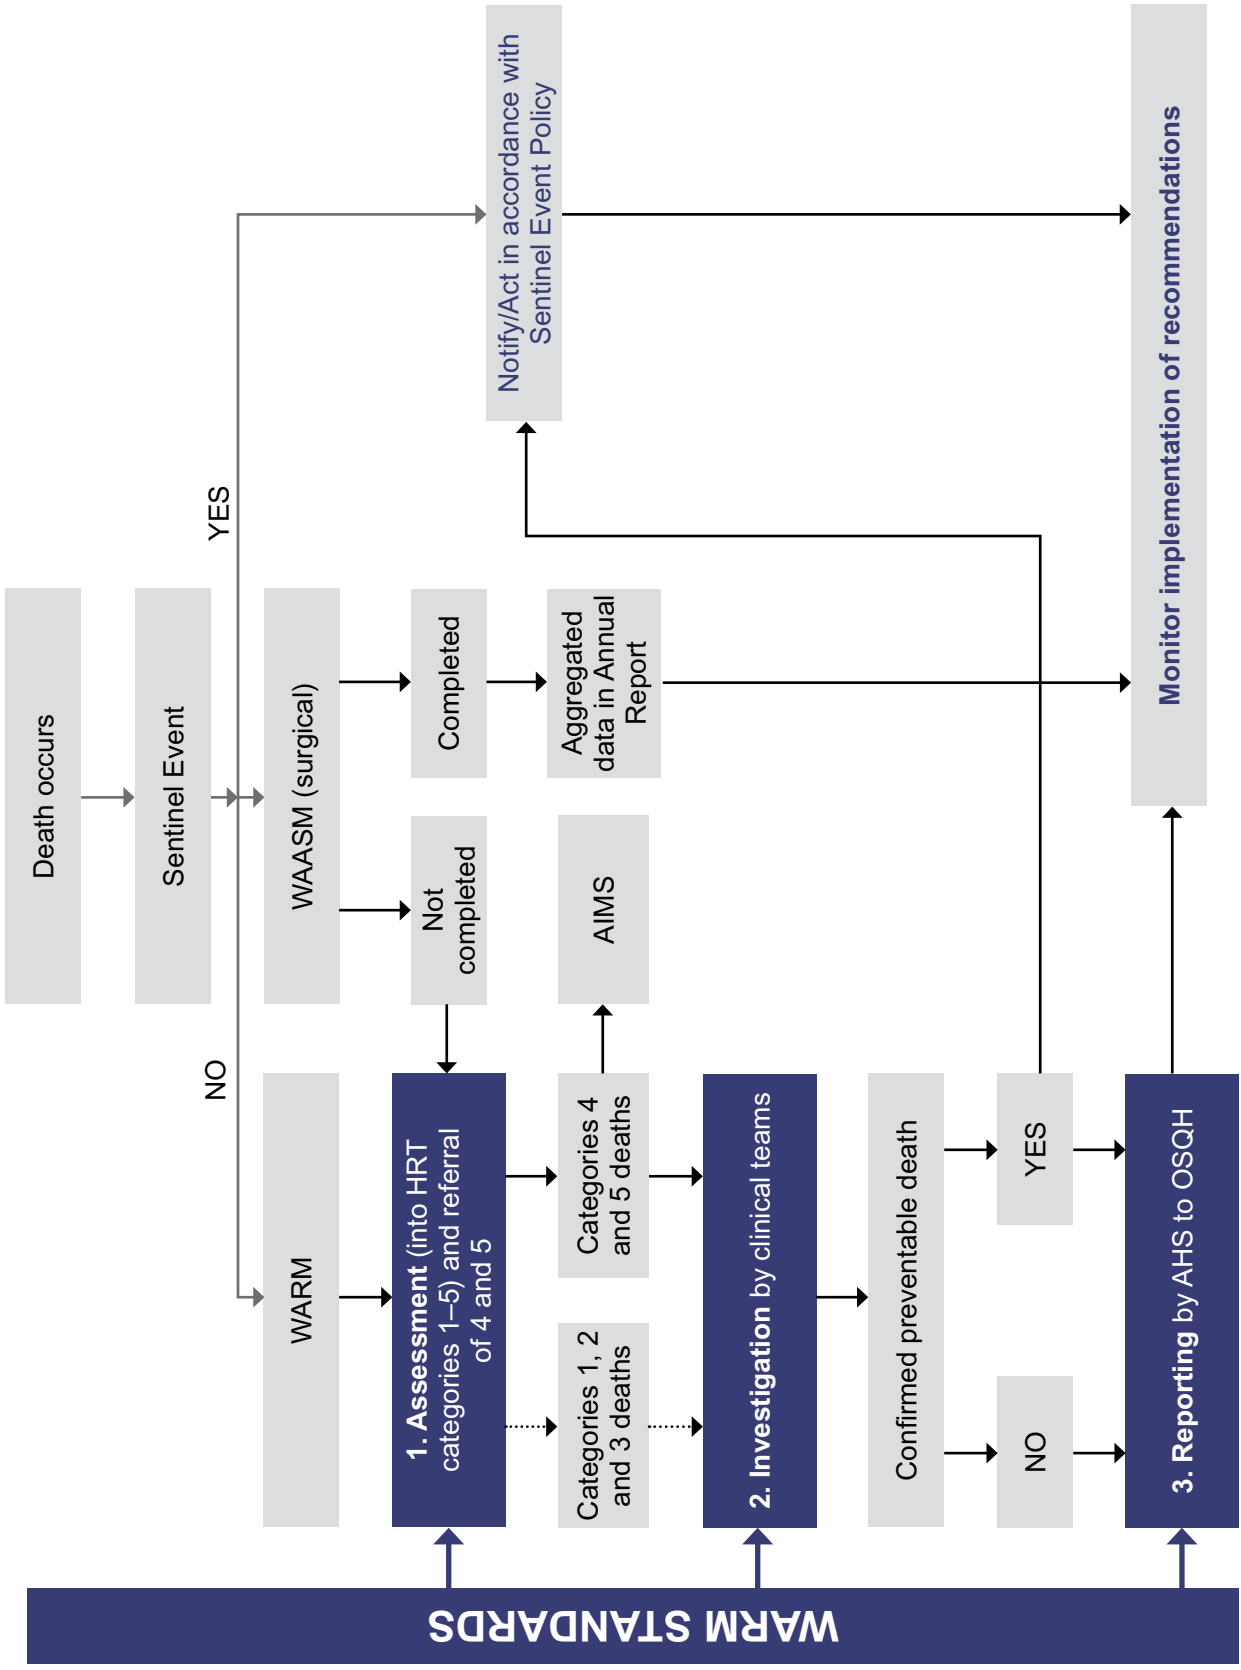 Death occurs
Sentinel Event
NO
YES
WARM
WAASM (surgical)
1. Assessment (into HRT
categories 1–5) and referral
of 4 and 5
Not
completed
Completed
Notify/Act in accordance with
Sentinel Event Policy
Categories 1, 2
and 3 deaths
Categories 4
and 5 deaths
AIMS
Aggregated
data in Annual
Report
2. Investigation by clinical teams
Confirmed preventable death
NO
YES
3. Reporting by AHS to OSQH
Monitor implementation of recommendations
WARM STANDARDS